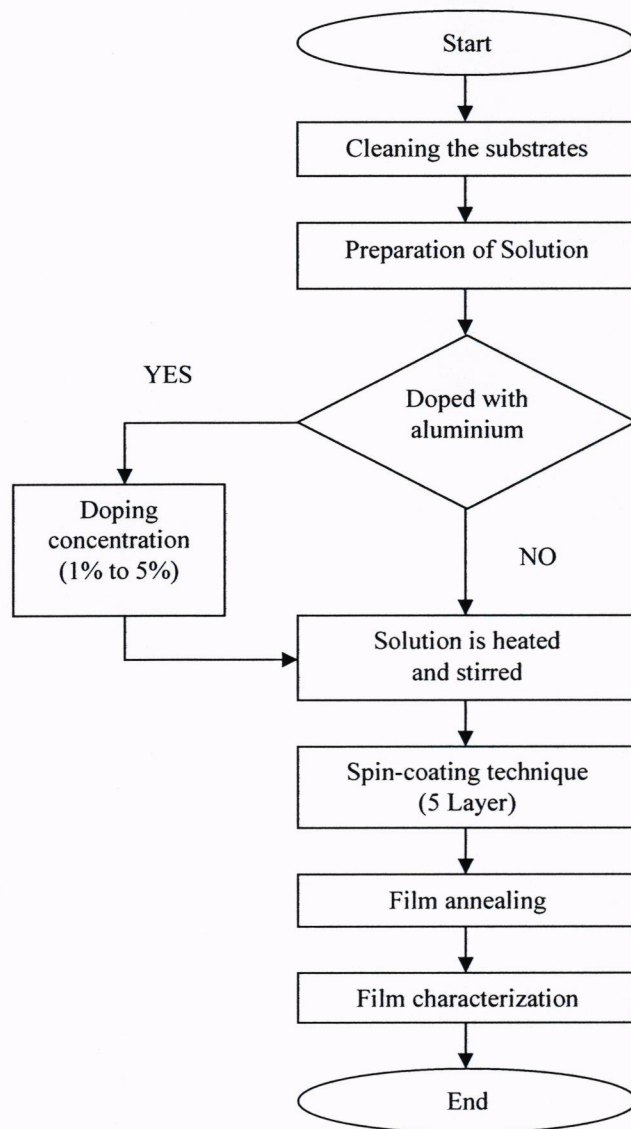 Start
Cleaning the substrates
Preparation of Solution
YES
Doped with
aluminium
Doping
concentration
(1% to 5%)
NO
Solution is heated
and stirred
Spin-coating technique
(5 Layer)
Film annealing
Film characterization
End